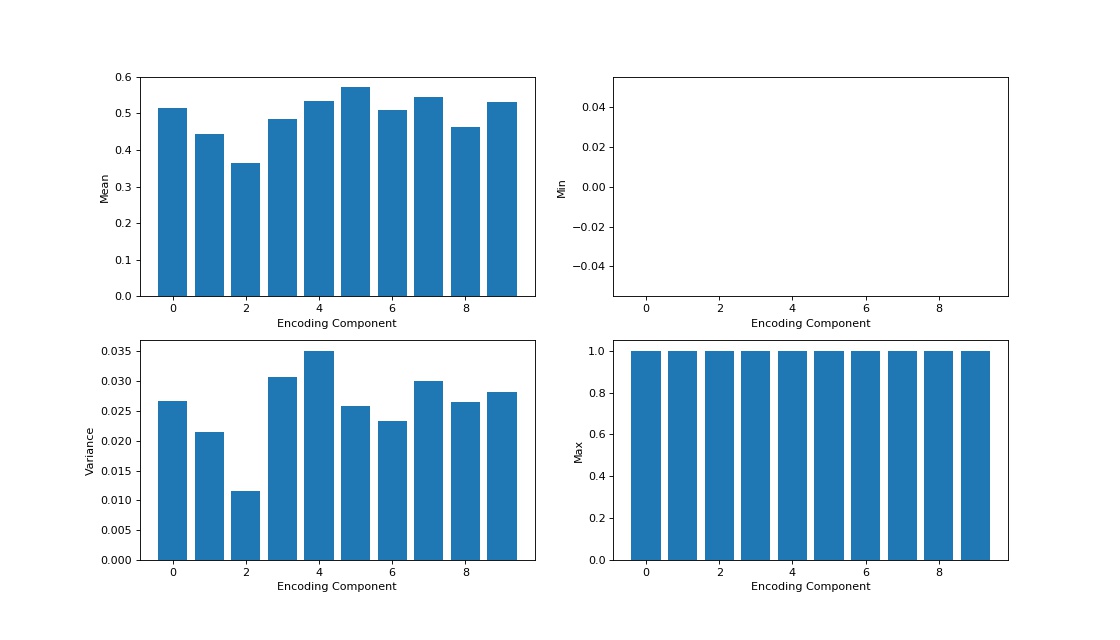 0.6
0.5
0.4
0.3
0.2
0.1
0.0
Mean
0 2 4 6 8
Encoding Component
0.04
0.02
0.00
−0.02
−0.04
Min
0 2 4 6 8
Encoding Component
0.035
0.030
0.025
0.020
0.015
0.010
0.005
0.000
Variance
0 2 4 6 8
Encoding Component
1.0
0.8
0.6
0.4
0.2
0.0
Max
0 2 4 6 8
Encoding Component